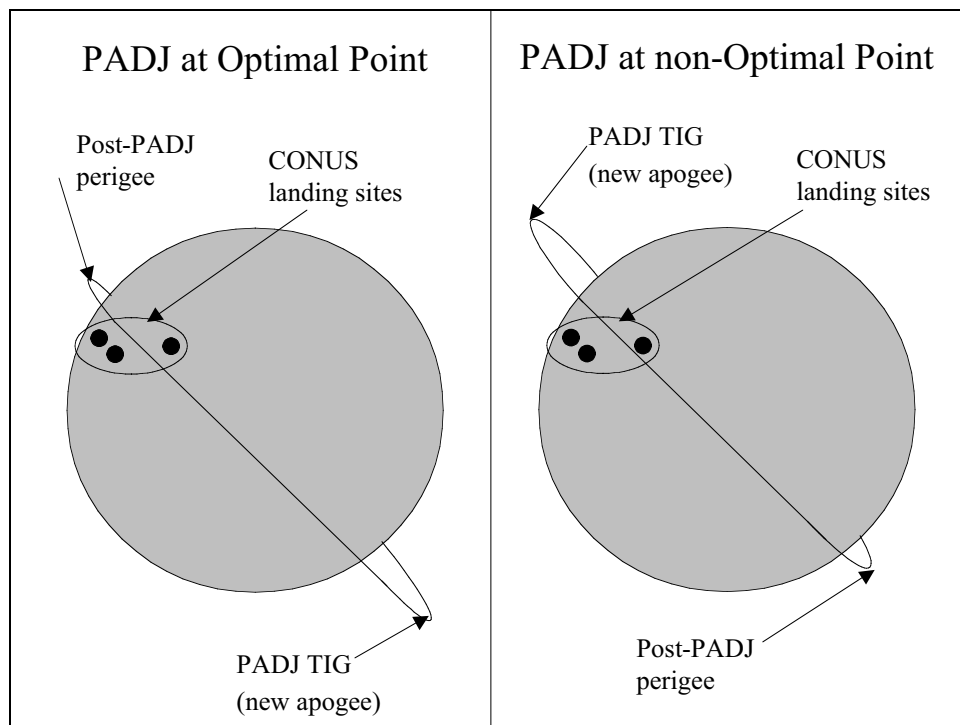 PADJ at Optimal Point
Post-PADJ
perigee
CONUS
landing sites
PADJ TIG
(new apogee)
PADJ at non-Optimal Point
PADJ TIG
(new apogee)
CONUS
landing sites
Post-PADJ
perigee